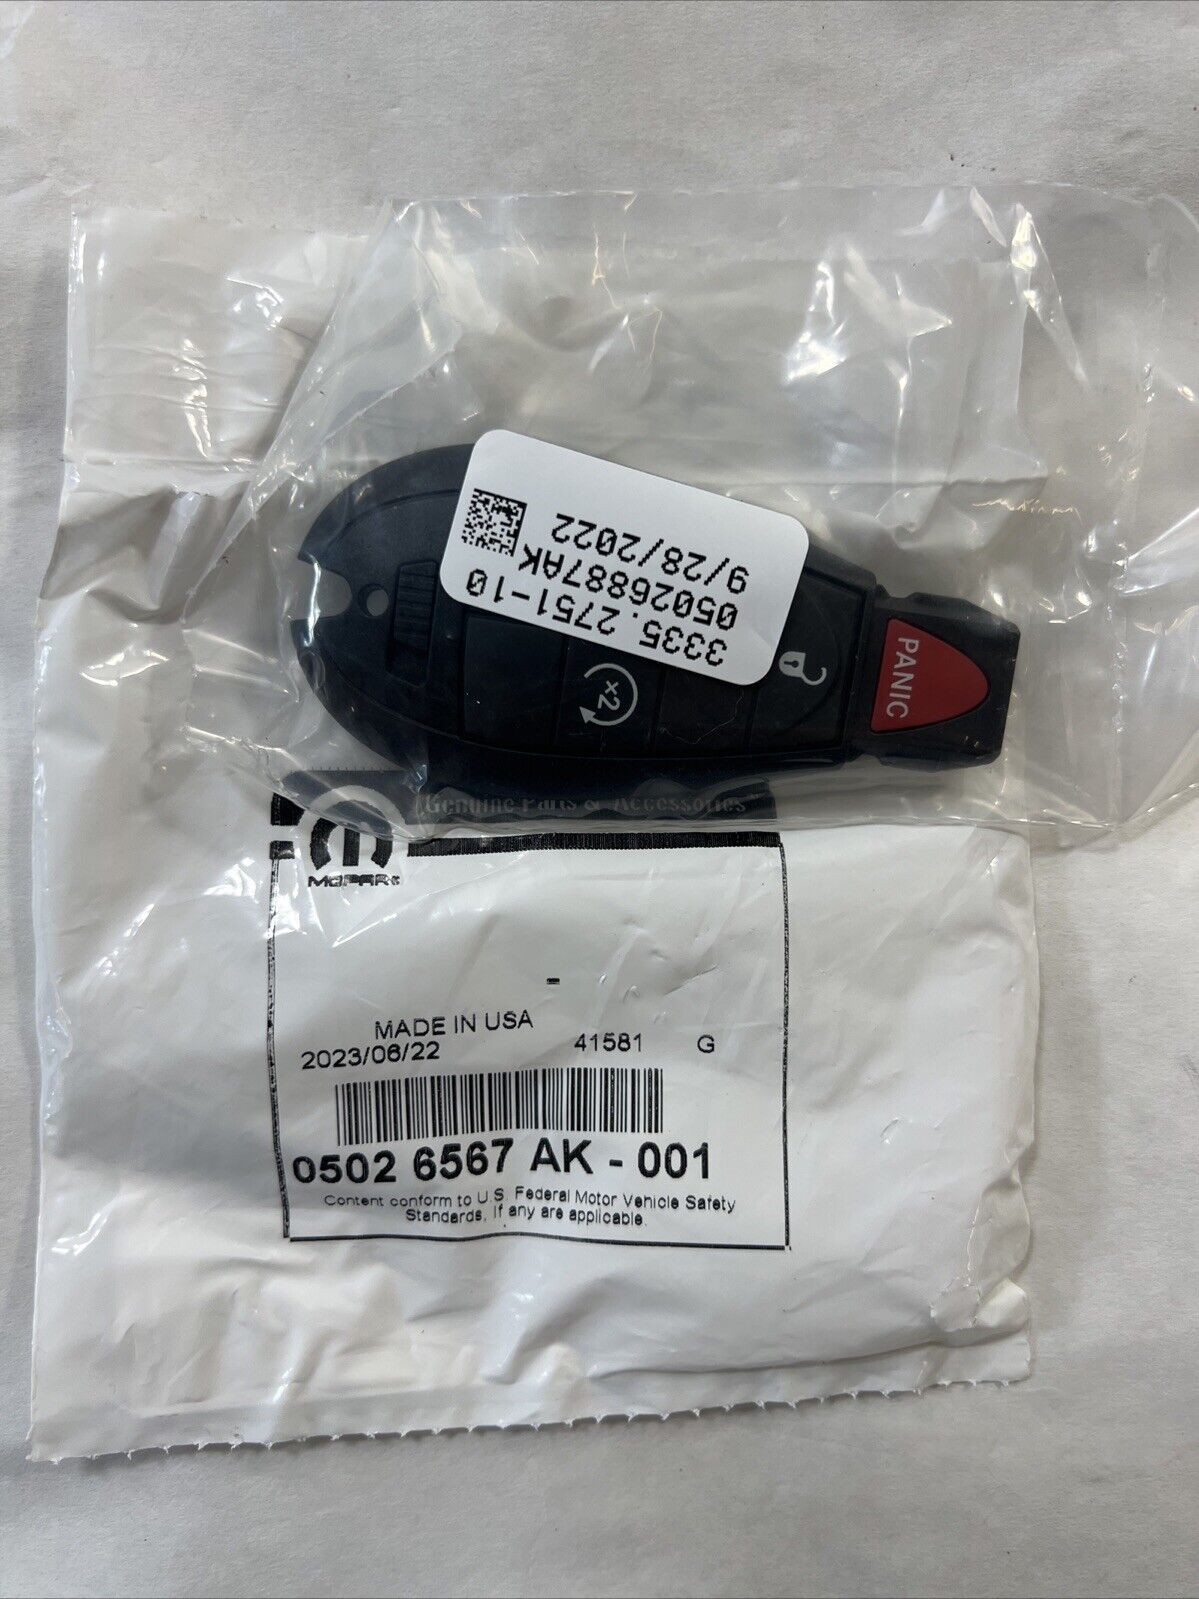 3335.2751-10
05026887AK
9/28/2022
x2
PANIC
Genuine Parts & Accessories
MOPAR
-
MADE IN USA
2023/06/22 41581 G
0502 6567 AK - 001
Content conform to U.S. Federal Motor Vehicle Safety
Standards, If any are applicable.